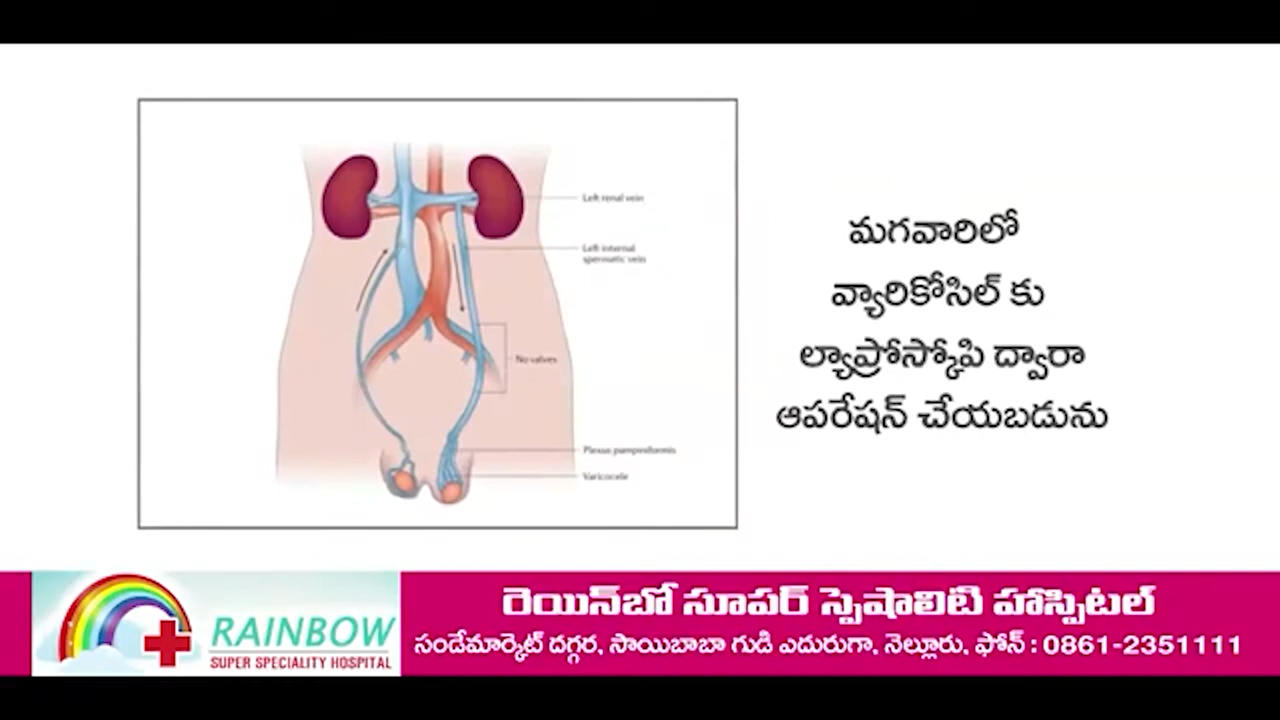 Left renal vein
Left internal
spermatic vein
No valves
Plexus pampiniformis
Varicocele
మగవారిలో
వ్యారికోసిల్ కు
ల్యాప్రోస్కోపి ద్వారా
ఆపరేషన్ చేయబడును
RAINBOW
SUPER SPECIALITY HOSPITAL
రెయిన్‌బో సూపర్ స్పెషాలిటి హాస్పిటల్
సండేమార్కెట్ దగ్గర, సాయిబాబా గుడి ఎదురుగా, నెల్లూరు, ఫోన్ : 0861-2351111